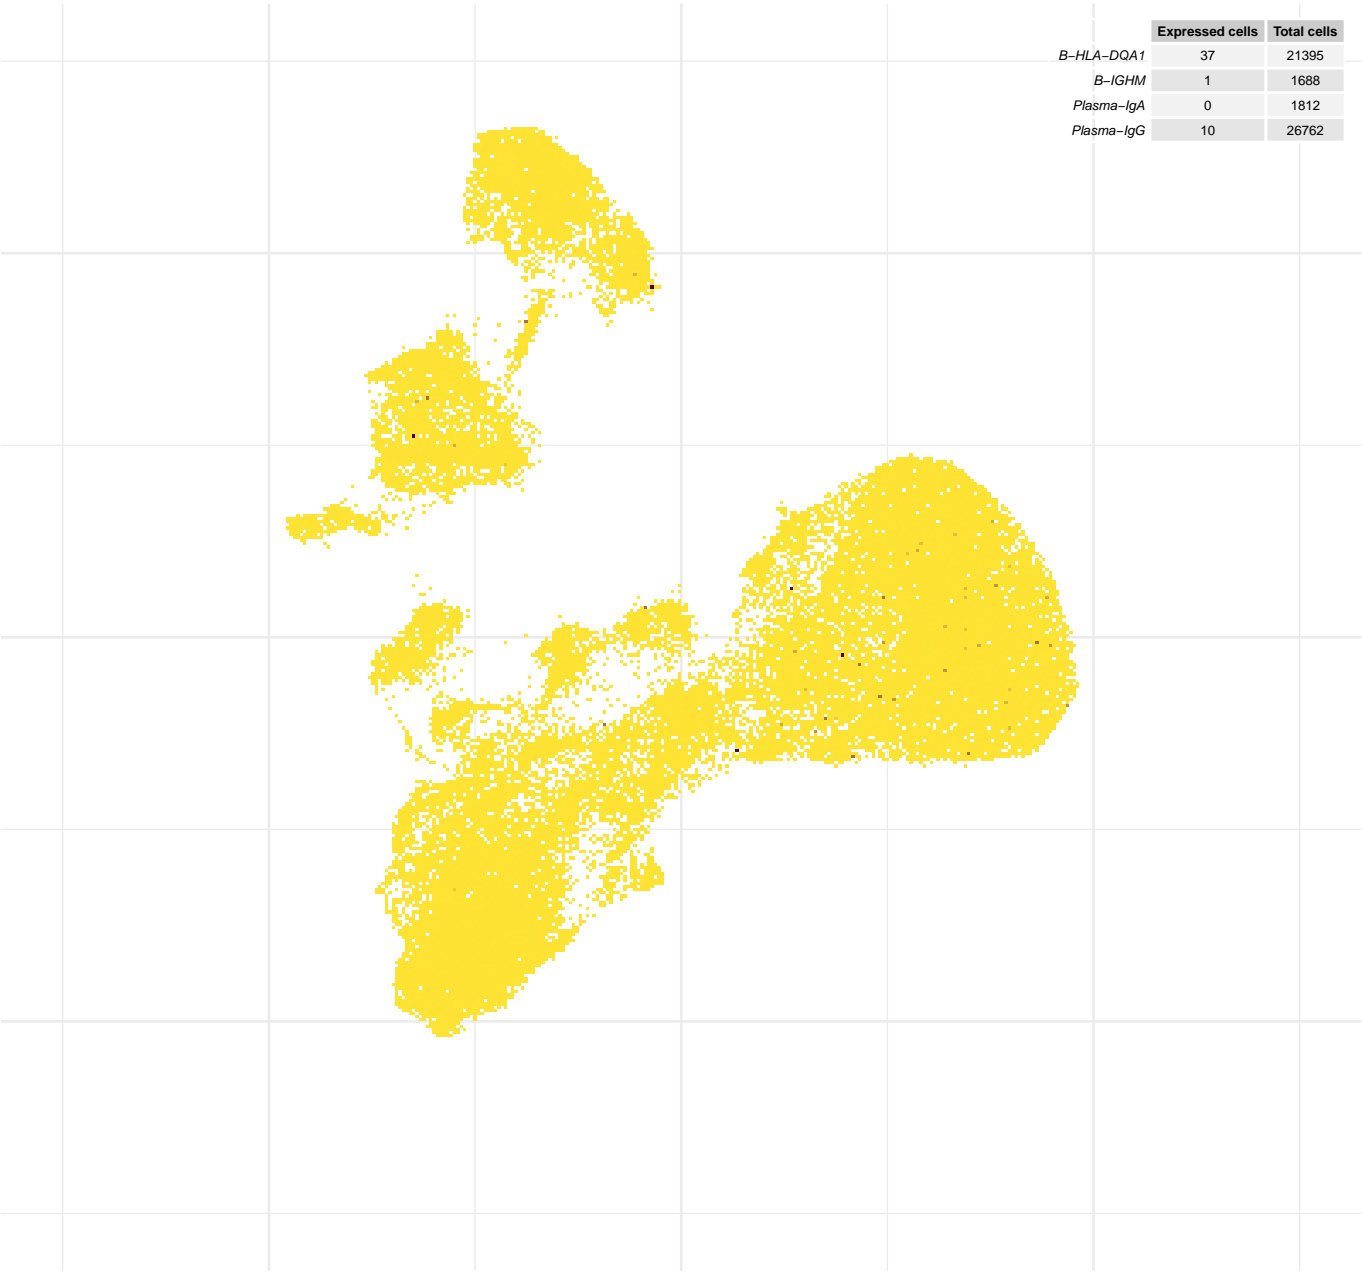 Expressed cells Total cells
B−HLA−DQA1 37 21395
B−IGHM 1 1688
Plasma−IgA 0 1812
Plasma−IgG 10 26762